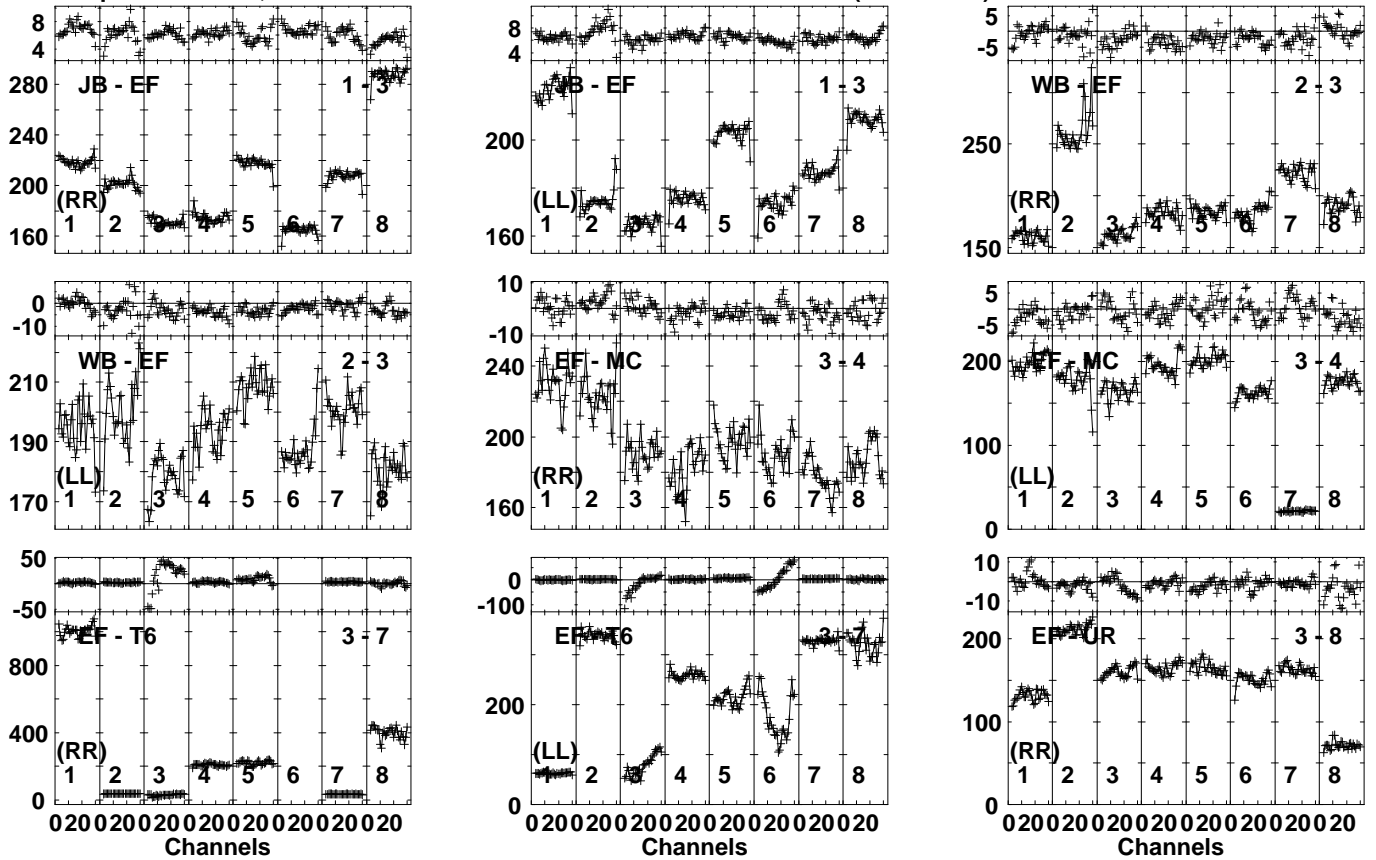 8 8 5
4 4 -5
280 JB - EF 1 - 3 JB - EF 1 - 3 WB - EF 2 - 3
240 200 250
200
(RR) (LL) (RR)
160 1 2 3 4 5 6 7 8 160 1 2 3 4 5 6 7 8 150 1 2 3 4 5 6 7 8
0 10 5
-10 -10 -5
WB - EF 2 - 3 EF - MC 3 - 4 EF - MC 3 - 4
210 240 200
190 200 100
(LL) (RR) (LL)
170 1 2 3 4 5 6 7 8 160 1 2 3 4 5 6 7 8 0 1 2 3 4 5 6 7 8
50 0 10
-50 -100 -10
EF - T6 3 - 7 EF - T6 3 - 7 EF - UR 3 - 8
800 200 200
400 100
(RR) (LL) (RR)
0 1 2 3 4 5 6 7 8 0 1 2 3 4 5 6 7 8 0 1 2 3 4 5 6 7 8
0 20 0 20 0 20 0 20 0 20 0 20 0 20 0 20 0 20 0 20 0 20 0 20 0 20 0 20 0 20 0 20 0 20 0 20 0 20 0 20 0 20 0 20 0 20 0 20
Channels Channels Channels